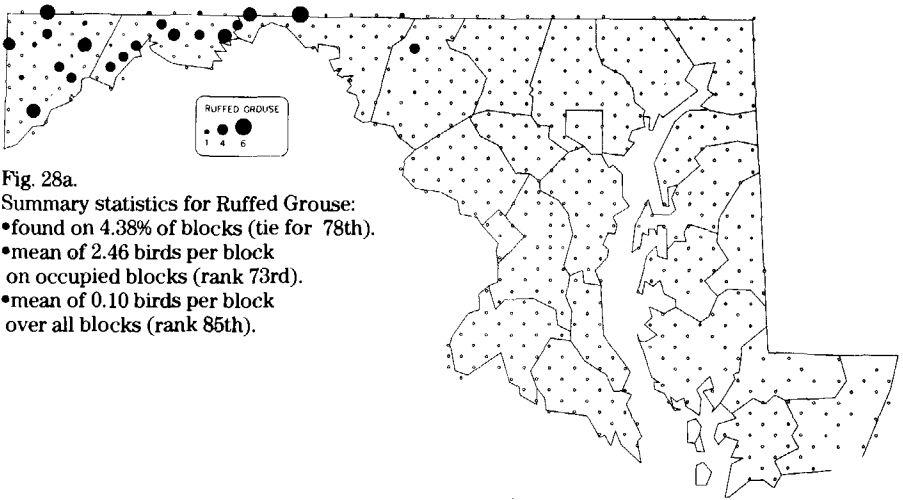 RUFFED GROUSE
1 4 6
Fig. 28a.
Summary statistics for Ruffed Grouse:
•found on 4.38% of blocks (tie for 78th).
•mean of 2.46 birds per block
on occupied blocks (rank 73rd).
•mean of 0.10 birds per block
over all blocks (rank 85th).